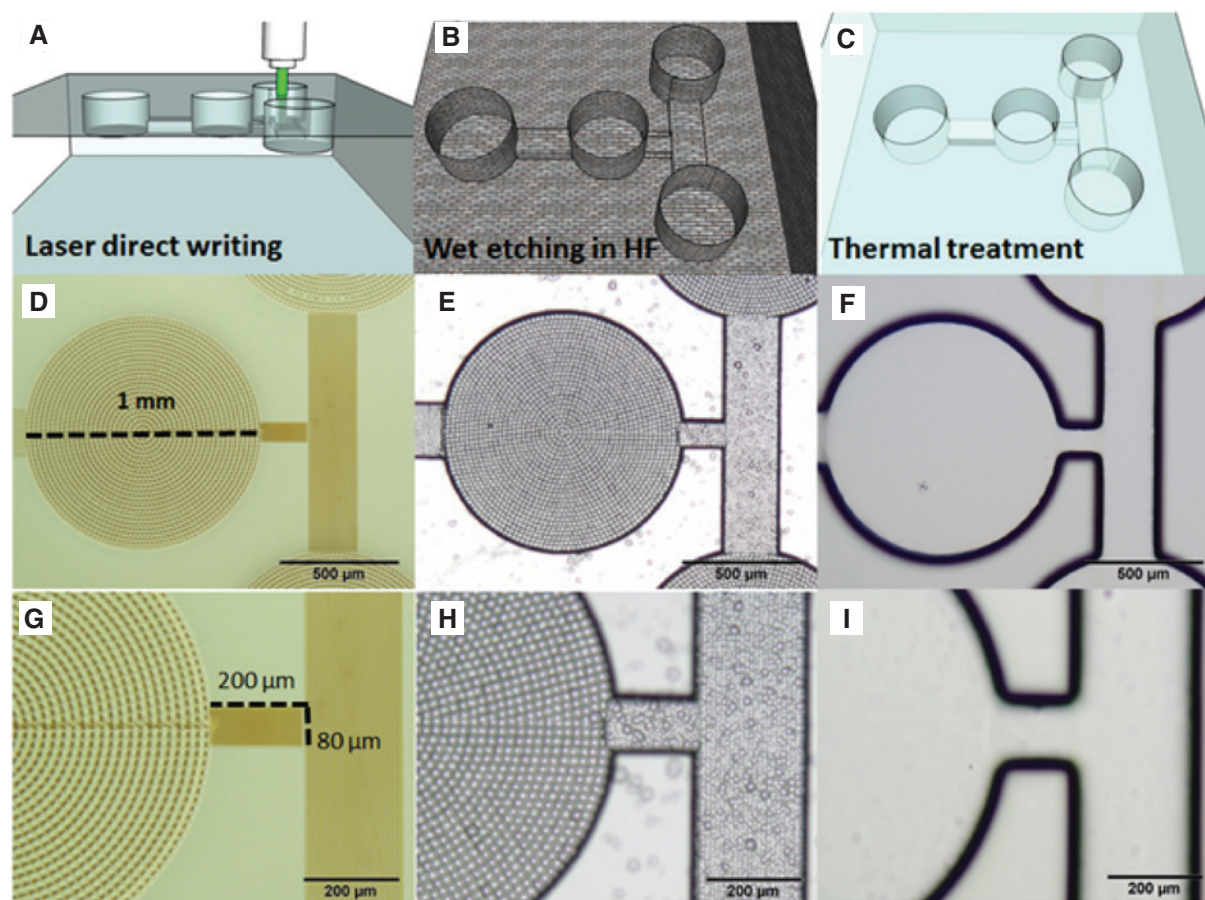 A
B
C
Laser direct writing
Wet etching in HF
Thermal treatment
D
E
F
1 mm
500 μm
500 μm
500 μm
G
H
I
200 μm
80 μm
200 μm
200 μm
200 μm